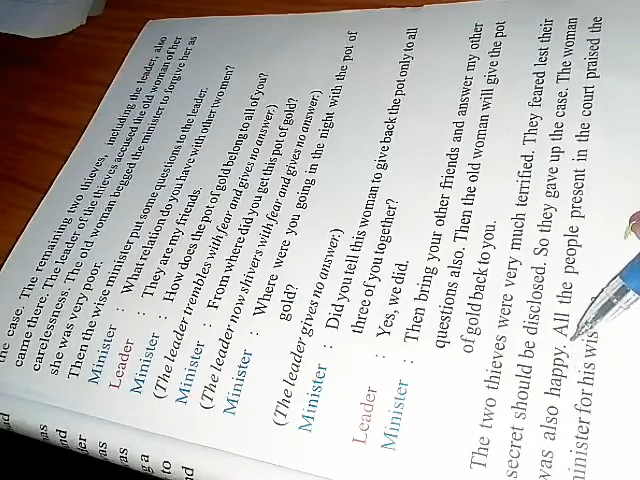 the case. The remaining two thieves, including the leader, also
came there. The leader of the thieves accused the old woman of her
carelessness. The old woman begged the minister to forgive her as
she was very poor.
Then the wise minister put some questions to the leader.
Minister : What relation do you have with other two men?
Leader : They are my friends.
Minister : How does the pot of gold belong to all of you?
(The leader trembles with fear and gives no answer.)
Minister : From where did you get this pot of gold?
(The leader now shivers with fear and gives no answer.)
Minister : Where were you going in the night with the pot of
gold?
(The leader gives no answer.)
Minister : Did you tell this woman to give back the pot only to all
three of you together?
Leader : Yes, we did.
Minister : Then bring your other friends and answer my other
questions also. Then the old woman will give the pot
of gold back to you.
The two thieves were very much terrified. They feared lest their
secret should be disclosed. So they gave up the case. The woman
was also happy. All the people present in the court praised the
minister for his wis
as
nd
er
as
as
g a
to
nd